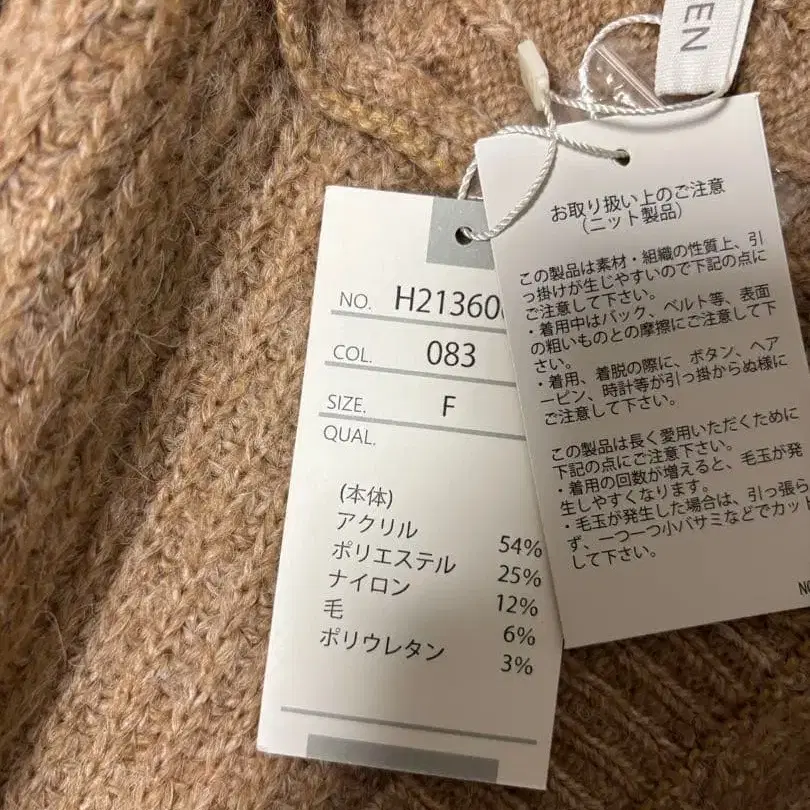 EN
NO. H21360
COL. 083
SIZE. F
QUAL.
(本体)
アクリル 54%
ポリエステル 25%
ナイロン 12%
毛 6%
ポリウレタン 3%
お取り扱い上のご注意
(ニット製品)
この製品は素材・組織の性質上、引
っ掛けが生じやすいので下記の点に
ご注意して下さい。
・着用中はバック、ベルト等、表面
の粗いものとの摩擦にご注意して下
さい。
・着用、着脱の際に、ボタン、ヘア
ーピン、時計等が引っ掛からぬ様に
ご注意して下さい。
この製品は長く愛用いただくために
下記の点にご注意下さい。
・着用の回数が増えると、毛玉が発
生しやすくなります。
・毛玉が発生した場合は、引っ張ら
ず、一つ一つ小バサミなどでカット
して下さい。